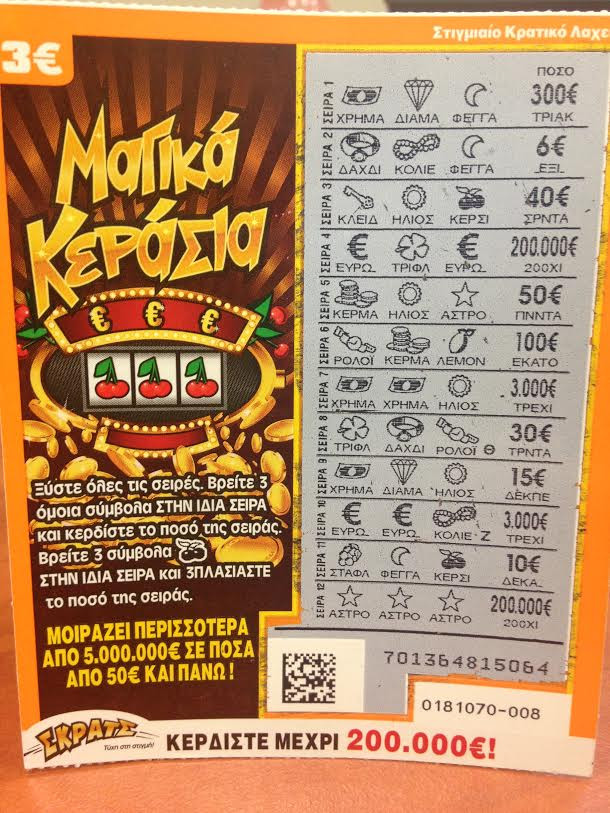 3€
Στιγμιαίο Κρατικό Λαχε
Μαγικά
Κεράσια
€ € €
Ξύστε όλες τις σειρές. Βρείτε 3
όμοια σύμβολα ΣΤΗΝ ΙΔΙΑ ΣΕΙΡΑ
και κερδίστε το ποσό της σειράς.
Βρείτε 3 σύμβολα
ΣΤΗΝ ΙΔΙΑ ΣΕΙΡΑ και 3ΠΛΑΣΙΑΣΤΕ
το ποσό της σειράς.
ΜΟΙΡΑΖΕΙ ΠΕΡΙΣΣΟΤΕΡΑ
ΑΠΟ 5.000.000€ ΣΕ ΠΟΣΑ
ΑΠΟ 50€ ΚΑΙ ΠΑΝΩ!
ΠΟΣΟ
ΣΕΙΡΑ 1
300€
ΧΡΗΜΑ ΔΙΑΜΑ ΦΕΓΓΑ ΤΡΙΑΚ
ΣΕΙΡΑ 2
6€
ΔΑΧΔΙ ΚΟΛΙΕ ΦΕΓΓΑ ΕΞΙ
ΣΕΙΡΑ 3
40€
ΚΛΕΙΔ ΗΛΙΟΣ ΚΕΡΣΙ ΣΡΝΤΑ
ΣΕΙΡΑ 4
€ € 200.000€
ΕΥΡΩ ΤΡΙΦΛ ΕΥΡΩ 200ΧΙ
ΣΕΙΡΑ 5
50€
ΚΕΡΜΑ ΗΛΙΟΣ ΑΣΤΡΟ ΠΝΝΤΑ
ΣΕΙΡΑ 6
100€
ΡΟΛΟΪ ΚΕΡΜΑ ΛΕΜΟΝ ΕΚΑΤΟ
ΣΕΙΡΑ 7
3.000€
ΧΡΗΜΑ ΧΡΗΜΑ ΗΛΙΟΣ ΤΡΕΧΙ
ΣΕΙΡΑ 8
30€
ΤΡΙΦΛ ΔΑΧΔΙ ΡΟΛΟΪ Θ ΤΡΝΤΑ
ΣΕΙΡΑ 9
15€
ΧΡΗΜΑ ΔΙΑΜΑ ΗΛΙΟΣ ΔΕΚΠΕ
ΣΕΙΡΑ 10
€ € 3.000€
ΕΥΡΩ ΕΥΡΩ ΚΟΛΙΕ Ζ ΤΡΕΧΙ
ΣΕΙΡΑ 11
10€
ΣΤΑΦΛ ΦΕΓΓΑ ΚΕΡΣΙ ΔΕΚΑ
ΣΕΙΡΑ 12
200.000€
ΑΣΤΡΟ ΑΣΤΡΟ ΑΣΤΡΟ 200ΧΙ
701364815064
0181070-008
ΣΚΡΑΤΣ
Τύχη στη στιγμή!
ΚΕΡΔΙΣΤΕ ΜΕΧΡΙ 200.000€!